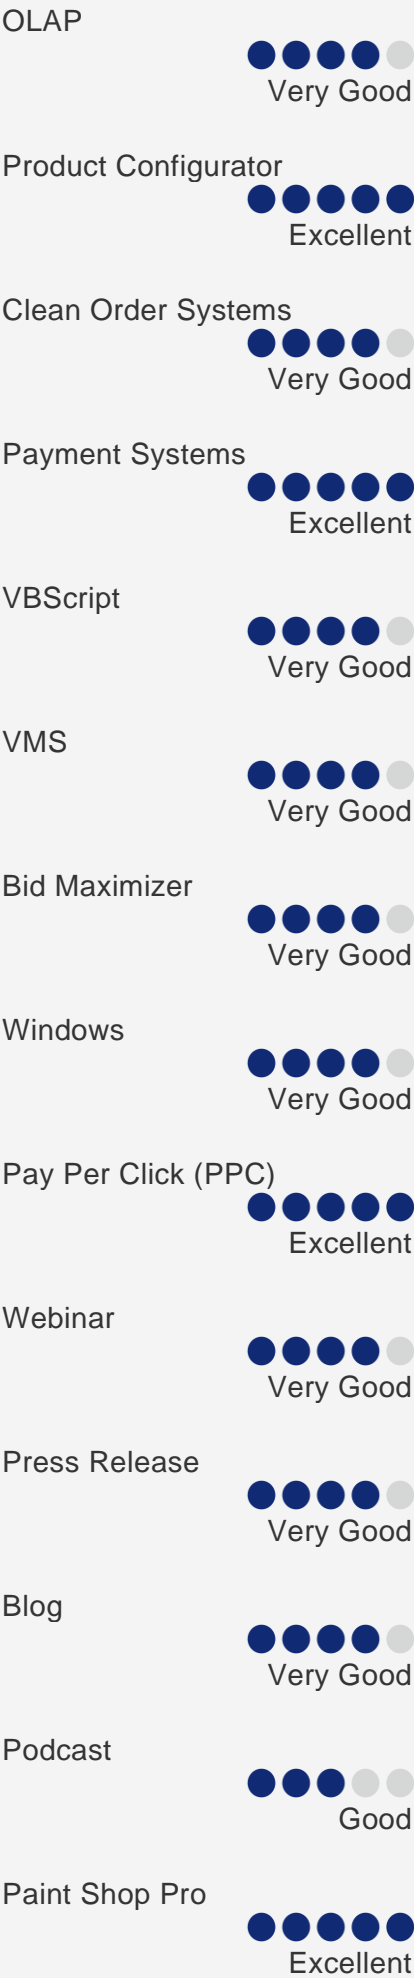 OLAP
Very Good
Product Configurator
Excellent
Clean Order Systems
Very Good
Payment Systems
Excellent
VBScript
Very Good
VMS
Very Good
Bid Maximizer
Very Good
Windows
Very Good
Pay Per Click (PPC)
Excellent
Webinar
Very Good
Press Release
Very Good
Blog
Very Good
Podcast
Good
Paint Shop Pro
Excellent